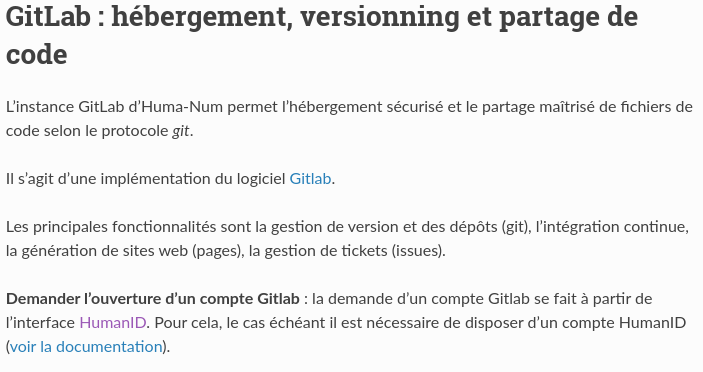 GitLab : hébergement, versionning et partage de
code
L’instance GitLab d’Huma-Num permet l’hébergement sécurisé et le partage maîtrisé de fichiers de
code selon le protocole git.
Il s’agit d’une implémentation du logiciel Gitlab.
Les principales fonctionnalités sont la gestion de version et des dépôts (git), l’intégration continue,
la génération de sites web (pages), la gestion de tickets (issues).
Demander l’ouverture d’un compte Gitlab : la demande d’un compte Gitlab se fait à partir de
l’interface HumanID. Pour cela, le cas échéant il est nécessaire de disposer d’un compte HumanID
(voir la documentation).